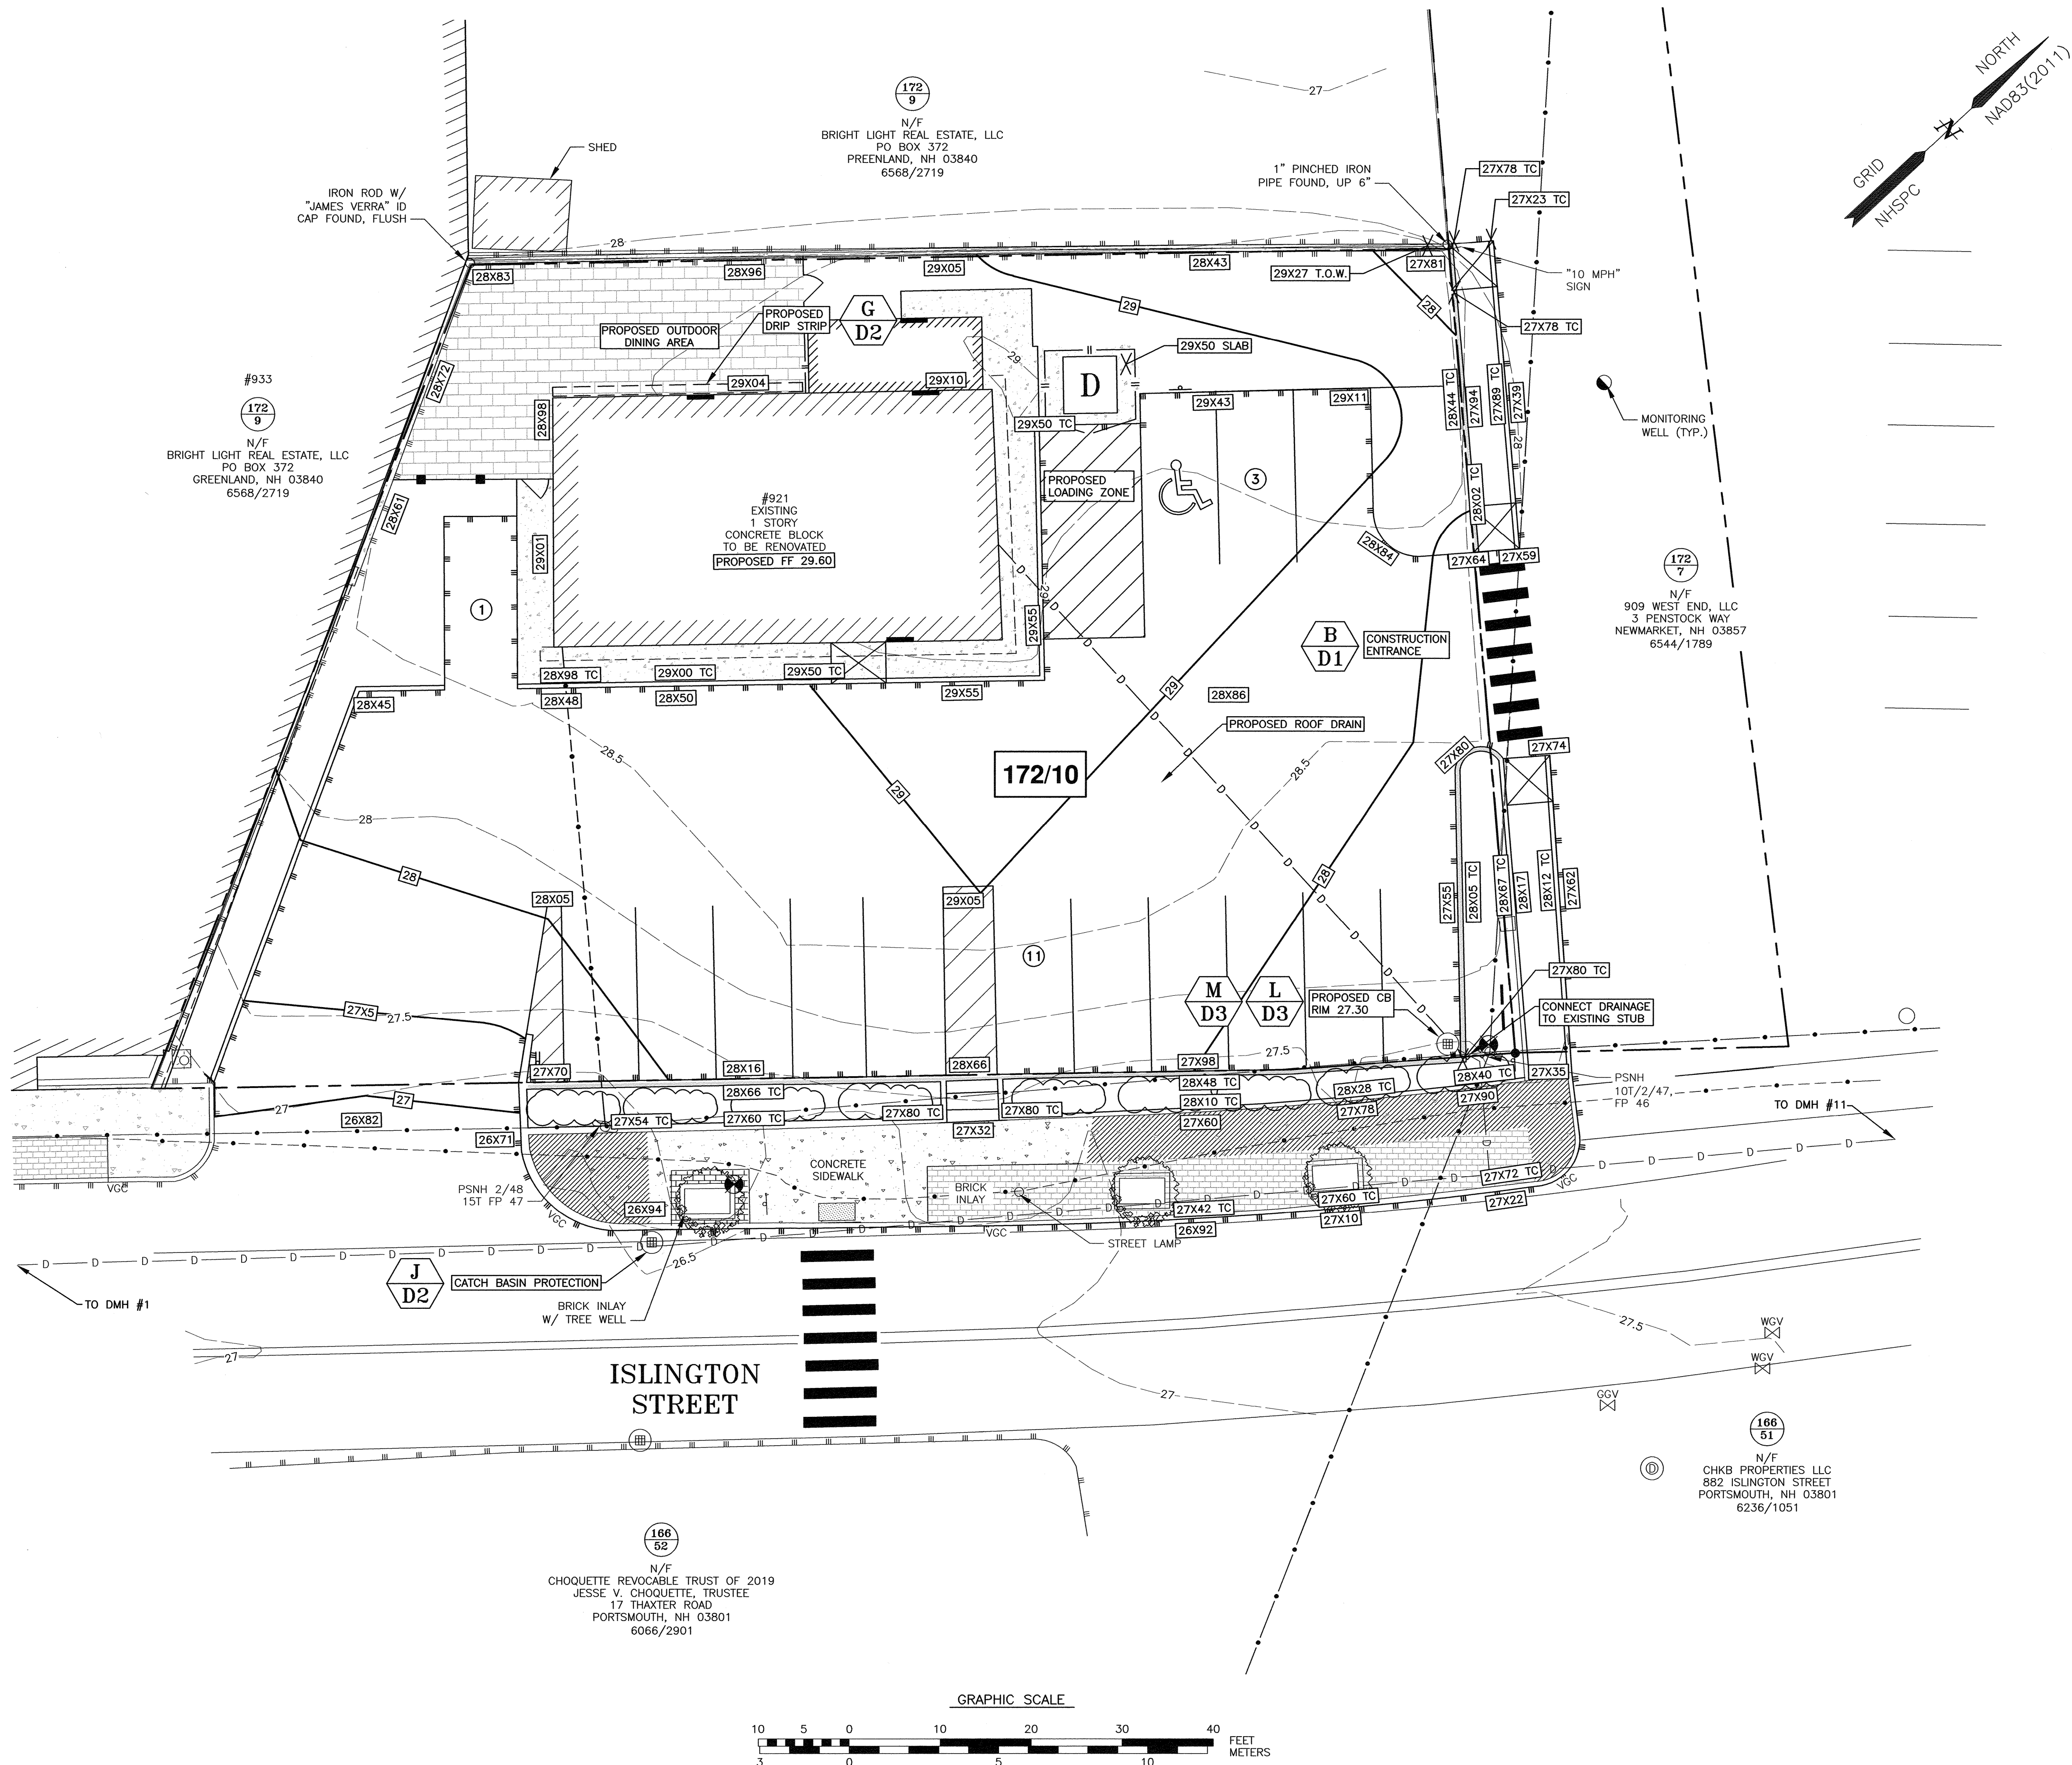 NORTH
NAD83(2011)
N
GRID
NHSPC
27
172
9
N/F
BRIGHT LIGHT REAL ESTATE, LLC
PO BOX 372
PREENLAND, NH 03840
6568/2719
SHED
IRON ROD W/
"JAMES VERRA" ID
CAP FOUND, FLUSH
1" PINCHED IRON
PIPE FOUND, UP 6"
27X78 TC
27X23 TC
28
28X83
28X96
29X05
28X43
29X27 T.O.W.
27X81
"10 MPH"
SIGN
27X78 TC
PROPOSED OUTDOOR
DINING AREA
PROPOSED
DRIP STRIP
G
D2
29
28
29X50 SLAB
29
D
28X72
29X04
29X10
28X98
29X43
29X11
29X50 TC
28X44 TC
27X94
27X89 TC
27X39
28
MONITORING
WELL (TYP.)
#933
172
9
N/F
BRIGHT LIGHT REAL ESTATE, LLC
PO BOX 372
GREENLAND, NH 03840
6568/2719
28X61
PROPOSED
LOADING ZONE
3
28X02 TC
#921
EXISTING
1 STORY
CONCRETE BLOCK
TO BE RENOVATED
PROPOSED FF 29.60
29X01
28X84
27X64
27X59
172
7
N/F
909 WEST END, LLC
3 PENSTOCK WAY
NEWMARKET, NH 03857
6544/1789
1
29
29X55
B
D1
CONSTRUCTION
ENTRANCE
28X98 TC
29X00 TC
29X50 TC
28X45
28X48
28X50
29X55
29
28X86
PROPOSED ROOF DRAIN
28.5
172/10
28.5
27X80
27X74
29
28
28
28
28X05
29X05
27X55
28X05 TC
28X67 TC
28X17
28X12 TC
27X62
11
27X5
27.5
M
D3
L
D3
PROPOSED CB
RIM 27.30
27X80 TC
CONNECT DRAINAGE
TO EXISTING STUB
27X70
28X16
28X66
27X98
27.5
27X35
28X66 TC
28X48 TC
28X28 TC
28X40 TC
PSNH
10T/2/47,
FP 46
27
27
26X82
26X71
27X54 TC
27X60 TC
27X80 TC
27X80 TC
28X10 TC
27X78
27X90
27X32
27X60
TO DMH #11
CONCRETE
SIDEWALK
BRICK
INLAY
PSNH 2/48
15T FP 47
26X94
27X72 TC
27X60 TC
27X42 TC
27X22
27X10
26X92
VGC
VGC
VGC
VGC
STREET LAMP
26.5
J
D2
CATCH BASIN PROTECTION
TO DMH #1
BRICK INLAY
W/ TREE WELL
27
ISLINGTON
STREET
27
27.5
WGV
WGV
GGV
D
166
51
N/F
CHKB PROPERTIES LLC
882 ISLINGTON STREET
PORTSMOUTH, NH 03801
6236/1051
166
52
N/F
CHOQUETTE REVOCABLE TRUST OF 2019
JESSE V. CHOQUETTE, TRUSTEE
17 THAXTER ROAD
PORTSMOUTH, NH 03801
6066/2901
GRAPHIC SCALE
10 5 0 10 20 30 40
FEET
METERS
3 0 5 10